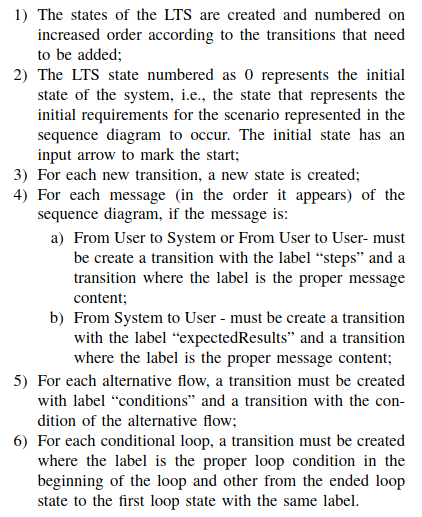 1) The states of the LTS are created and numbered on
increased order according to the transitions that need
to be added;
2) The LTS state numbered as 0 represents the initial
state of the system, i.e., the state that represents the
initial requirements for the scenario represented in the
sequence diagram to occur. The initial state has an
input arrow to mark the start;
3) For each new transition, a new state is created;
4) For each message (in the order it appears) of the
sequence diagram, if the message is:
a) From User to System or From User to User- must
be create a transition with the label “steps” and a
transition where the label is the proper message
content;
b) From System to User - must be create a transition
with the label “expectedResults” and a transition
where the label is the proper message content;
5) For each alternative flow, a transition must be created
with label “conditions” and a transition with the con-
dition of the alternative flow;
6) For each conditional loop, a transition must be created
where the label is the proper loop condition in the
beginning of the loop and other from the ended loop
state to the first loop state with the same label.